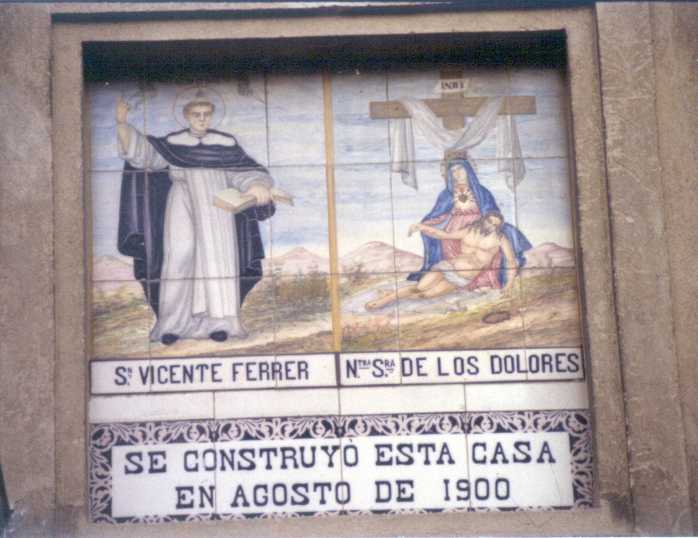 INRI
Sⁿ. VICENTE FERRER
Nᵀᴿᴬ Sᴿᴬ. DE LOS DOLORES
SE CONSTRUYÓ ESTA CASA
EN AGOSTO DE 1900